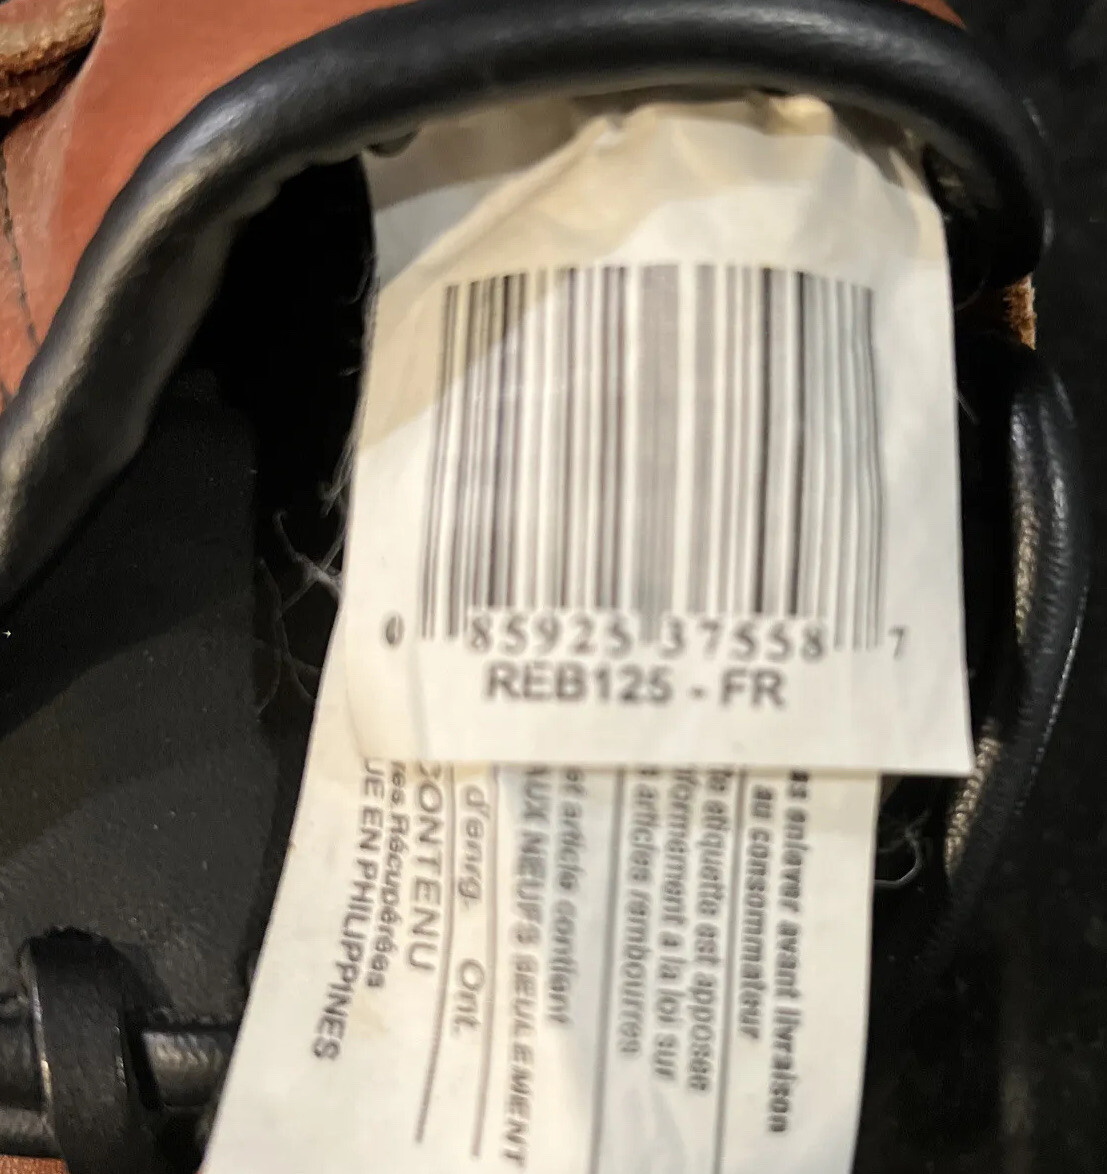 0 85925 37558 7
REB125 - FR
as enlever avant livraison
au consommateur
etiquette est apposee
formement a la loi sur
articles rembourres
et article contient
AUX NEUFS SEULEMENT
d'enrg. Ont.
CONTENU
res Récupérées
UE EN PHILIPPINES